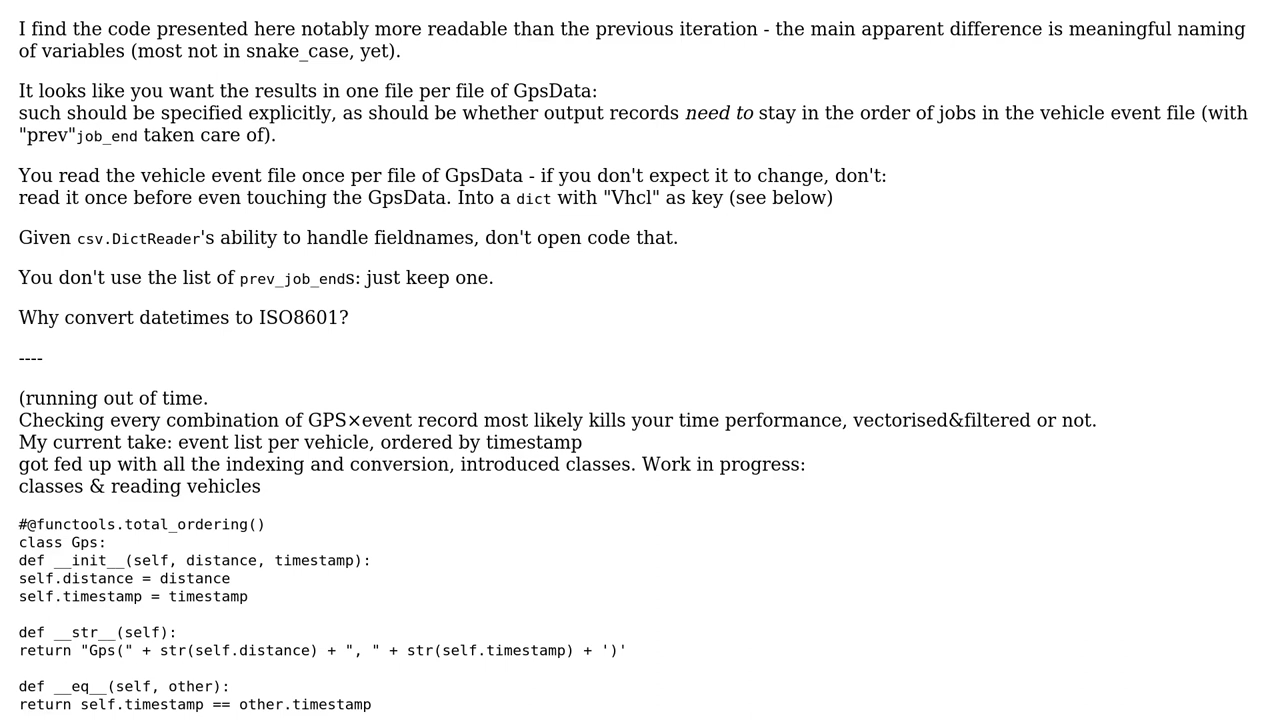 I find the code presented here notably more readable than the previous iteration - the main apparent difference is meaningful naming
of variables (most not in snake_case, yet).
It looks like you want the results in one file per file of GpsData:
such should be specified explicitly, as should be whether output records need to stay in the order of jobs in the vehicle event file (with
"prev"job_end taken care of).
You read the vehicle event file once per file of GpsData - if you don't expect it to change, don't:
read it once before even touching the GpsData. Into a dict with "Vhcl" as key (see below)
Given csv.DictReader's ability to handle fieldnames, don't open code that.
You don't use the list of prev_job_ends: just keep one.
Why convert datetimes to ISO8601?
----
(running out of time.
Checking every combination of GPS×event record most likely kills your time performance, vectorised&filtered or not.
My current take: event list per vehicle, ordered by timestamp
got fed up with all the indexing and conversion, introduced classes. Work in progress:
classes & reading vehicles
#@functools.total_ordering()
class Gps:
def __init__(self, distance, timestamp):
self.distance = distance
self.timestamp = timestamp
def __str__(self):
return "Gps(" + str(self.distance) + ", " + str(self.timestamp) + ')'
def __eq__(self, other):
return self.timestamp == other.timestamp